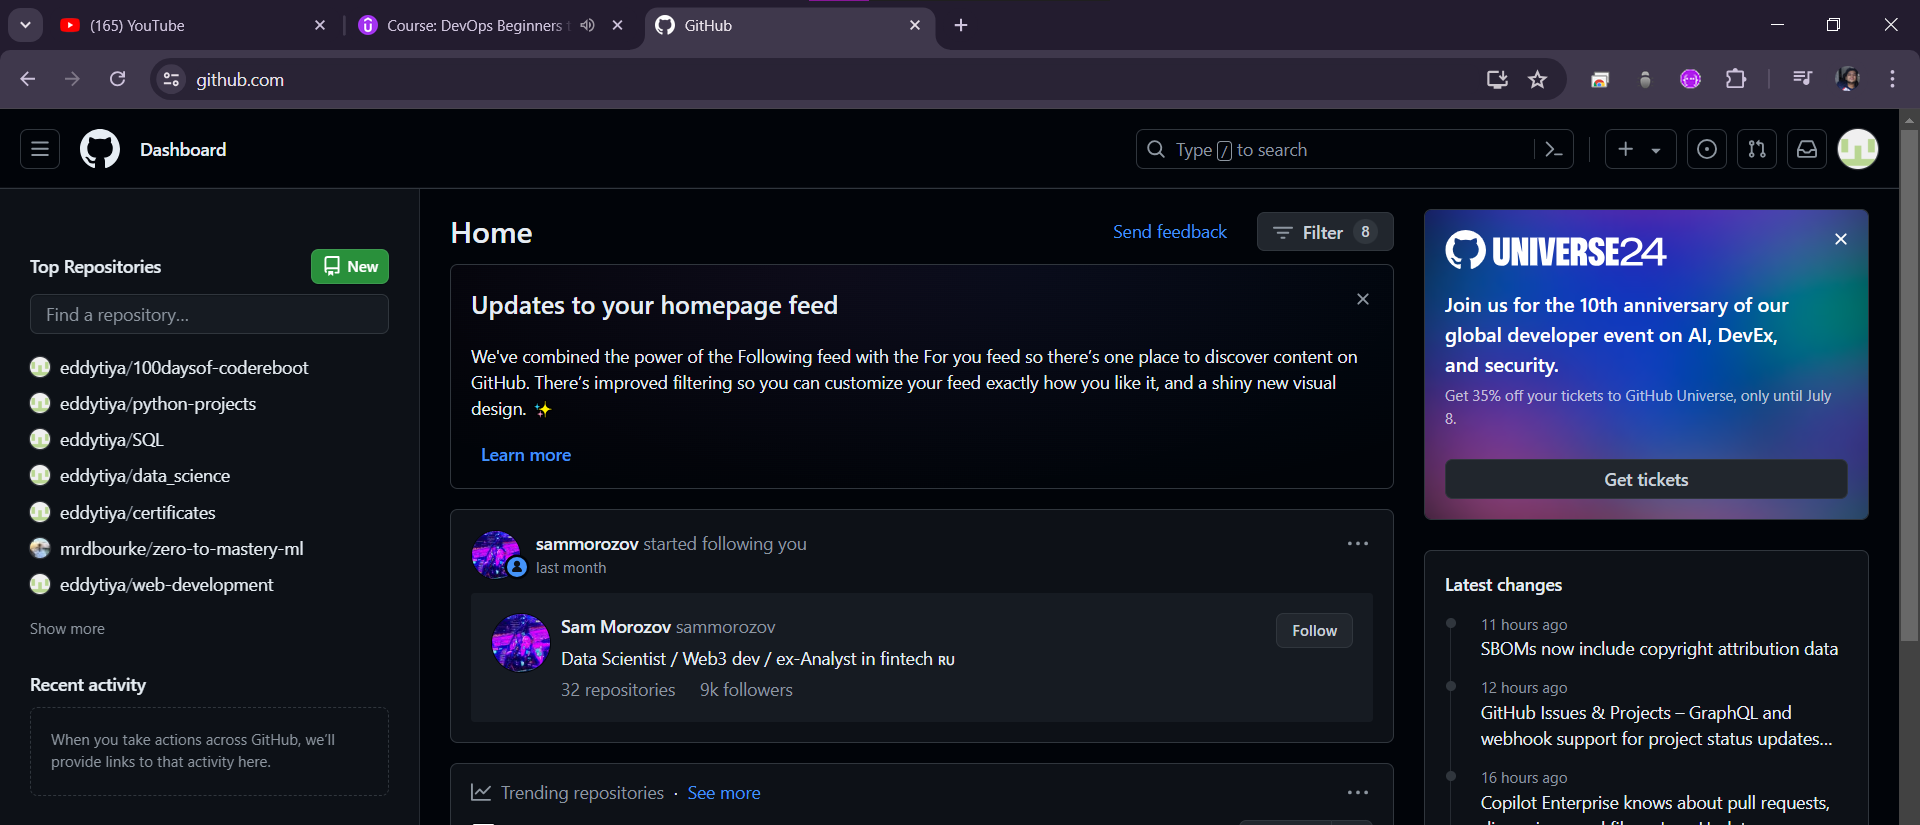 (165) YouTube
Course: DevOps Beginners t
GitHub
github.com
Dashboard
Type / to search
Top Repositories
New
Find a repository...
eddytiya/100daysof-codereboot
eddytiya/python-projects
eddytiya/SQL
eddytiya/data_science
eddytiya/certificates
mrdbourke/zero-to-mastery-ml
eddytiya/web-development
Show more
Recent activity
When you take actions across GitHub, we'll
provide links to that activity here.
Home
Send feedback
Filter 8
Updates to your homepage feed
We've combined the power of the Following feed with the For you feed so there's one place to discover content on
GitHub. There's improved filtering so you can customize your feed exactly how you like it, and a shiny new visual
design. ✨
Learn more
sammorozov started following you
last month
Sam Morozov sammorozov
Follow
Data Scientist / Web3 dev / ex-Analyst in fintech RU
32 repositories 9k followers
Trending repositories · See more
UNIVERSE24
Join us for the 10th anniversary of our
global developer event on AI, DevEx,
and security.
Get 35% off your tickets to GitHub Universe, only until July
8.
Get tickets
Latest changes
11 hours ago
SBOMs now include copyright attribution data
12 hours ago
GitHub Issues & Projects – GraphQL and
webhook support for project status updates...
16 hours ago
Copilot Enterprise knows about pull requests,